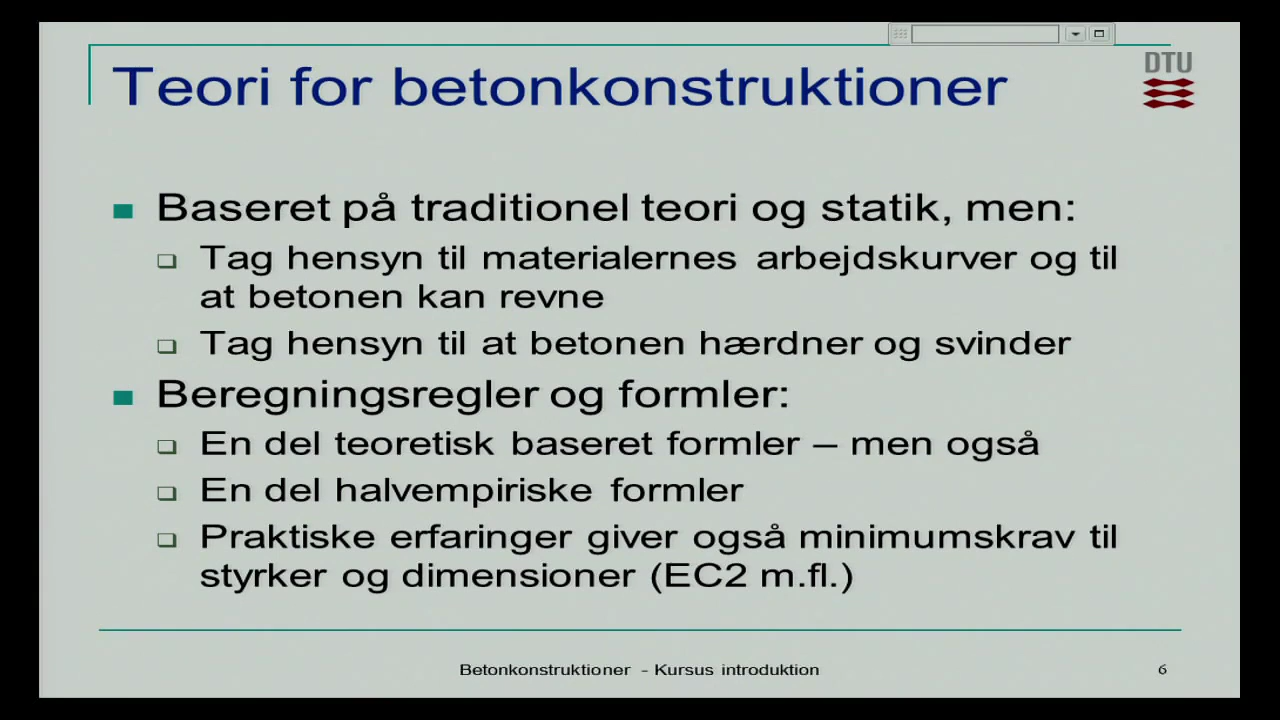 Teori for betonkonstruktioner
DTU
Baseret på traditionel teori og statik, men:
Tag hensyn til materialernes arbejdskurver og til
at betonen kan revne
Tag hensyn til at betonen hærdner og svinder
Beregningsregler og formler:
En del teoretisk baseret formler – men også
En del halvempiriske formler
Praktiske erfaringer giver også minimumskrav til
styrker og dimensioner (EC2 m.fl.)
Betonkonstruktioner - Kursus introduktion
6